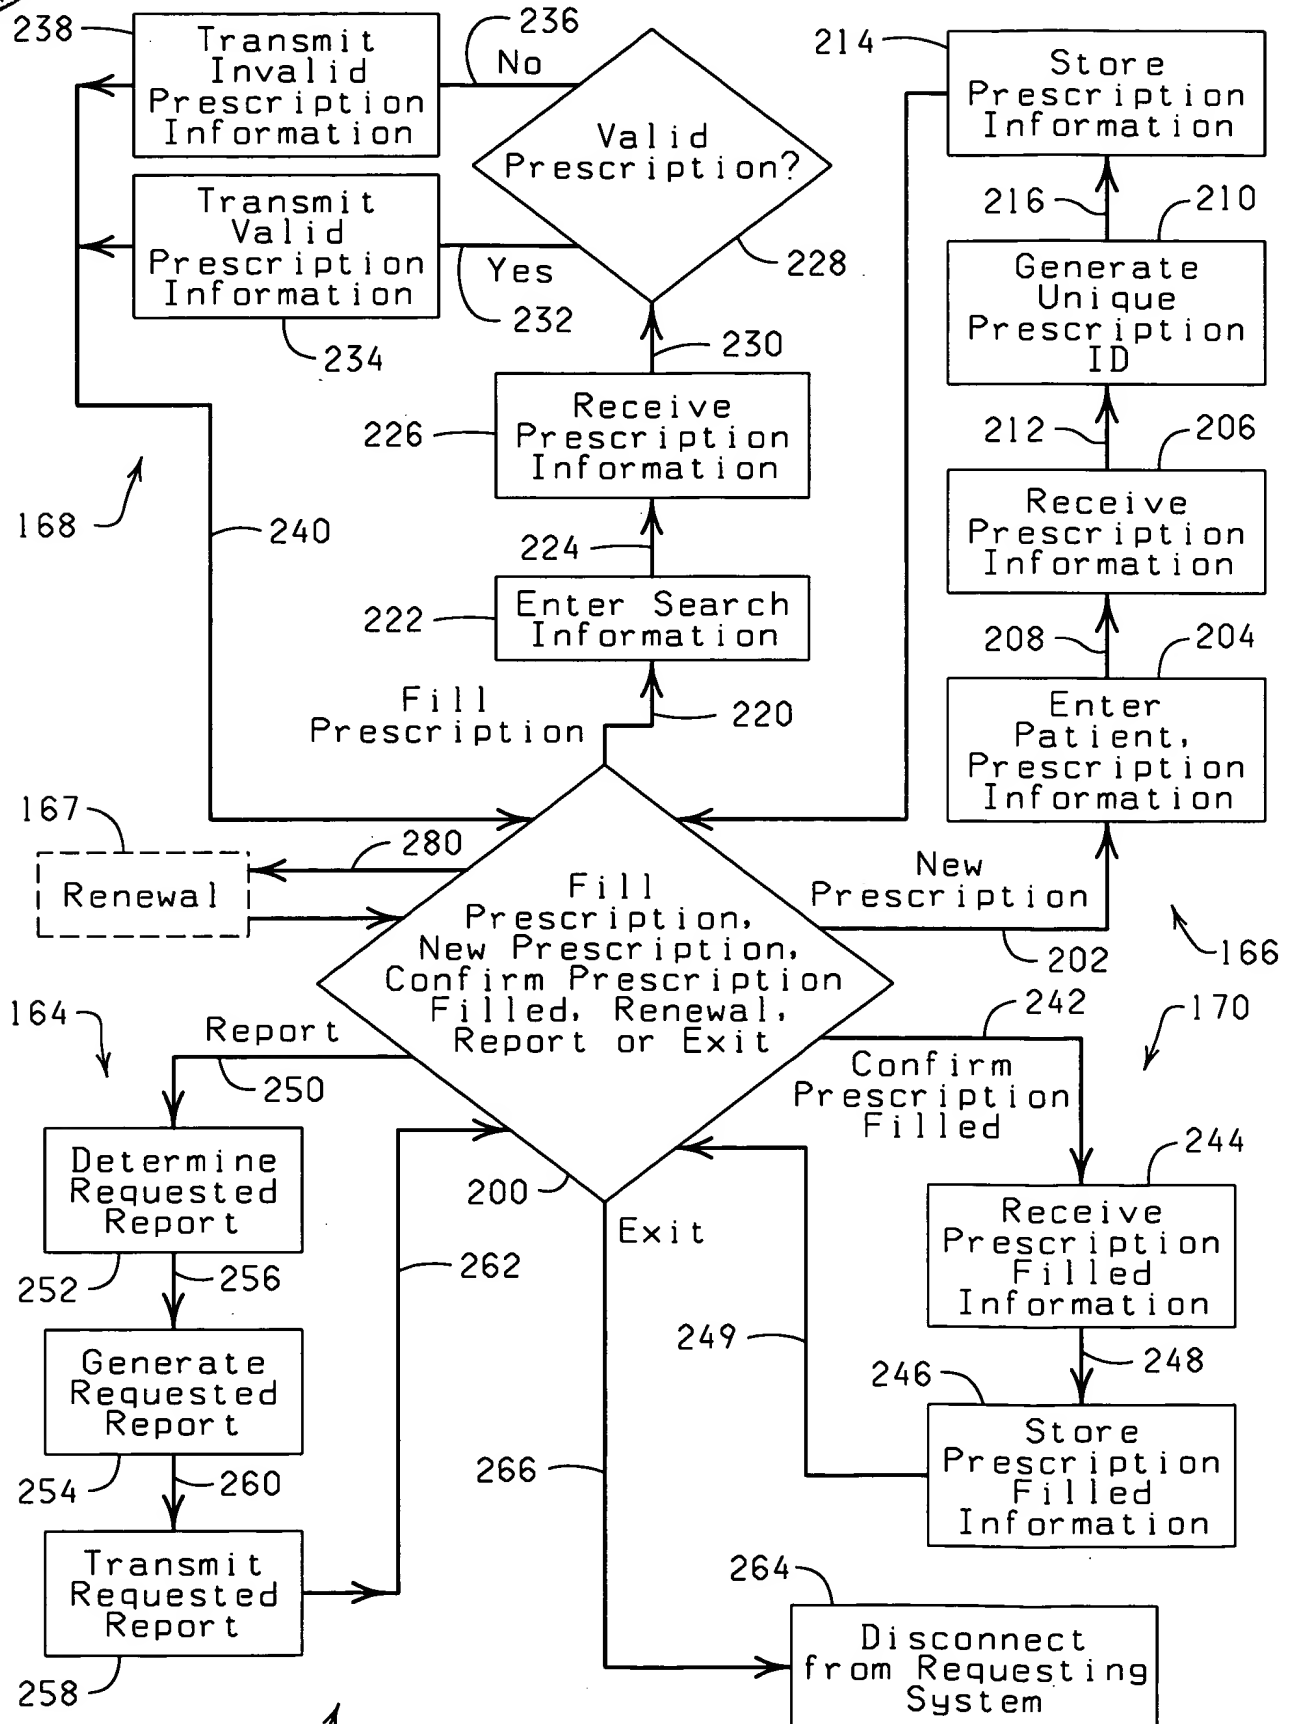 238
Transmit
Invalid
Prescription
Information
236
No
Valid
Prescription?
228
Transmit
Valid
Prescription
Information
234
Yes
232
230
226
Receive
Prescription
Information
224
222
Enter Search
Information
Fill
Prescription
220
168
240
214
Store
Prescription
Information
216
210
Generate
Unique
Prescription
ID
212
206
Receive
Prescription
Information
208
204
Enter
Patient,
Prescription
Information
New
Prescription
202
166
167
Renewal
280
Fill
Prescription,
New Prescription,
Confirm Prescription
Filled, Renewal,
Report or Exit
200
164
Report
250
Determine
Requested
Report
252
256
Generate
Requested
Report
254
260
Transmit
Requested
Report
258
262
242
170
Confirm
Prescription
Filled
244
Receive
Prescription
Filled
Information
248
246
Store
Prescription
Filled
Information
249
Exit
266
264
Disconnect
from Requesting
System